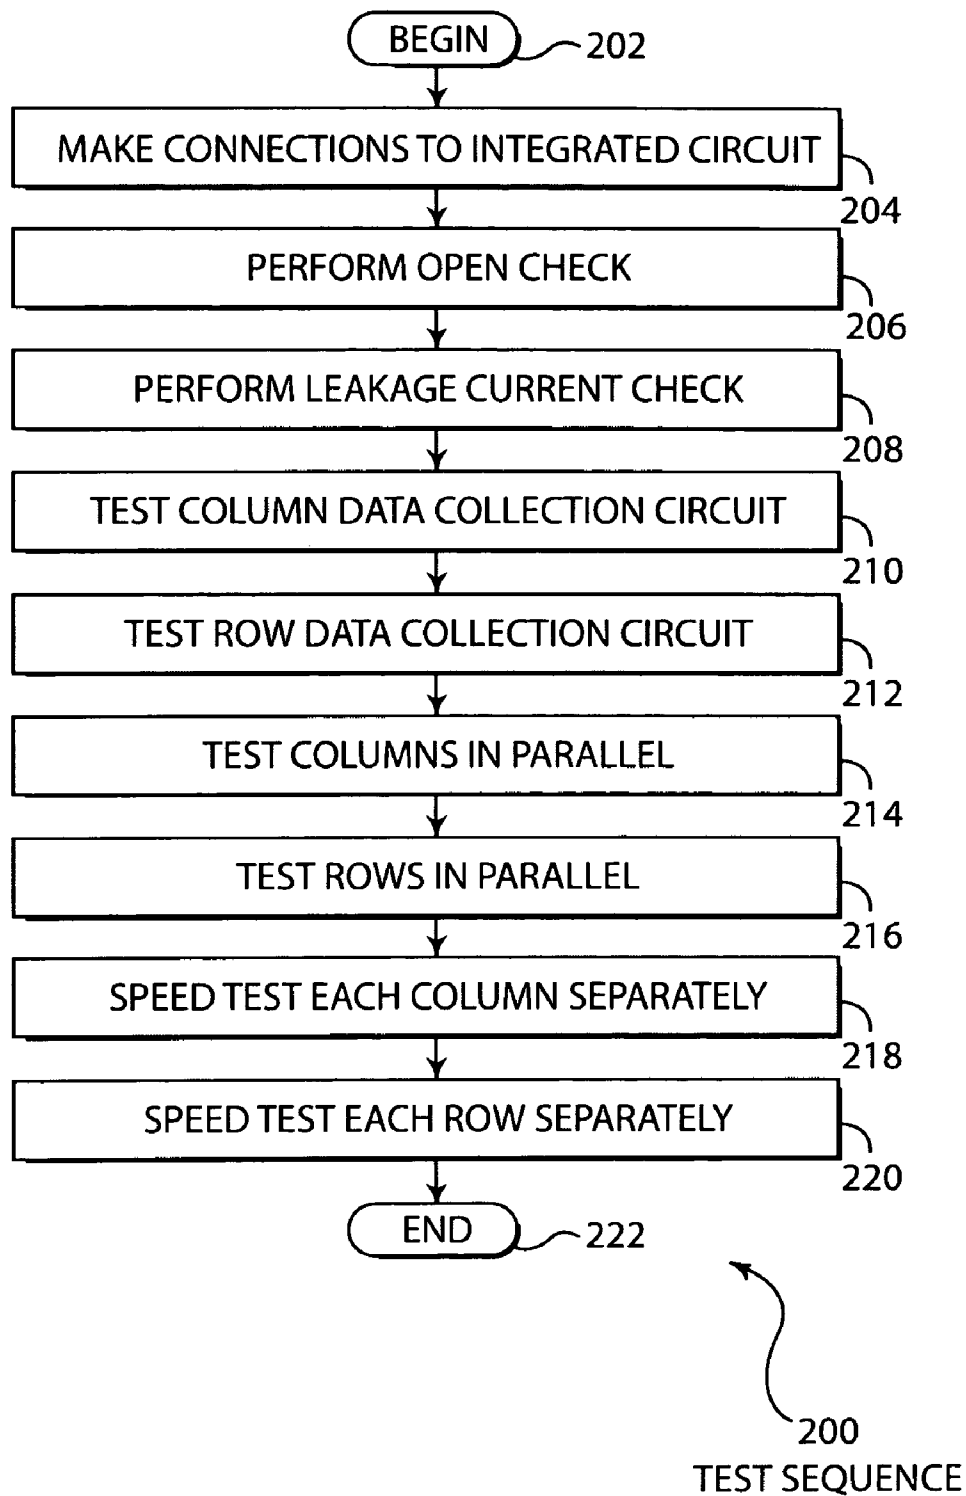 BEGIN
202
MAKE CONNECTIONS TO INTEGRATED CIRCUIT
204
PERFORM OPEN CHECK
206
PERFORM LEAKAGE CURRENT CHECK
208
TEST COLUMN DATA COLLECTION CIRCUIT
210
TEST ROW DATA COLLECTION CIRCUIT
212
TEST COLUMNS IN PARALLEL
214
TEST ROWS IN PARALLEL
216
SPEED TEST EACH COLUMN SEPARATELY
218
SPEED TEST EACH ROW SEPARATELY
220
END
222
200
TEST SEQUENCE